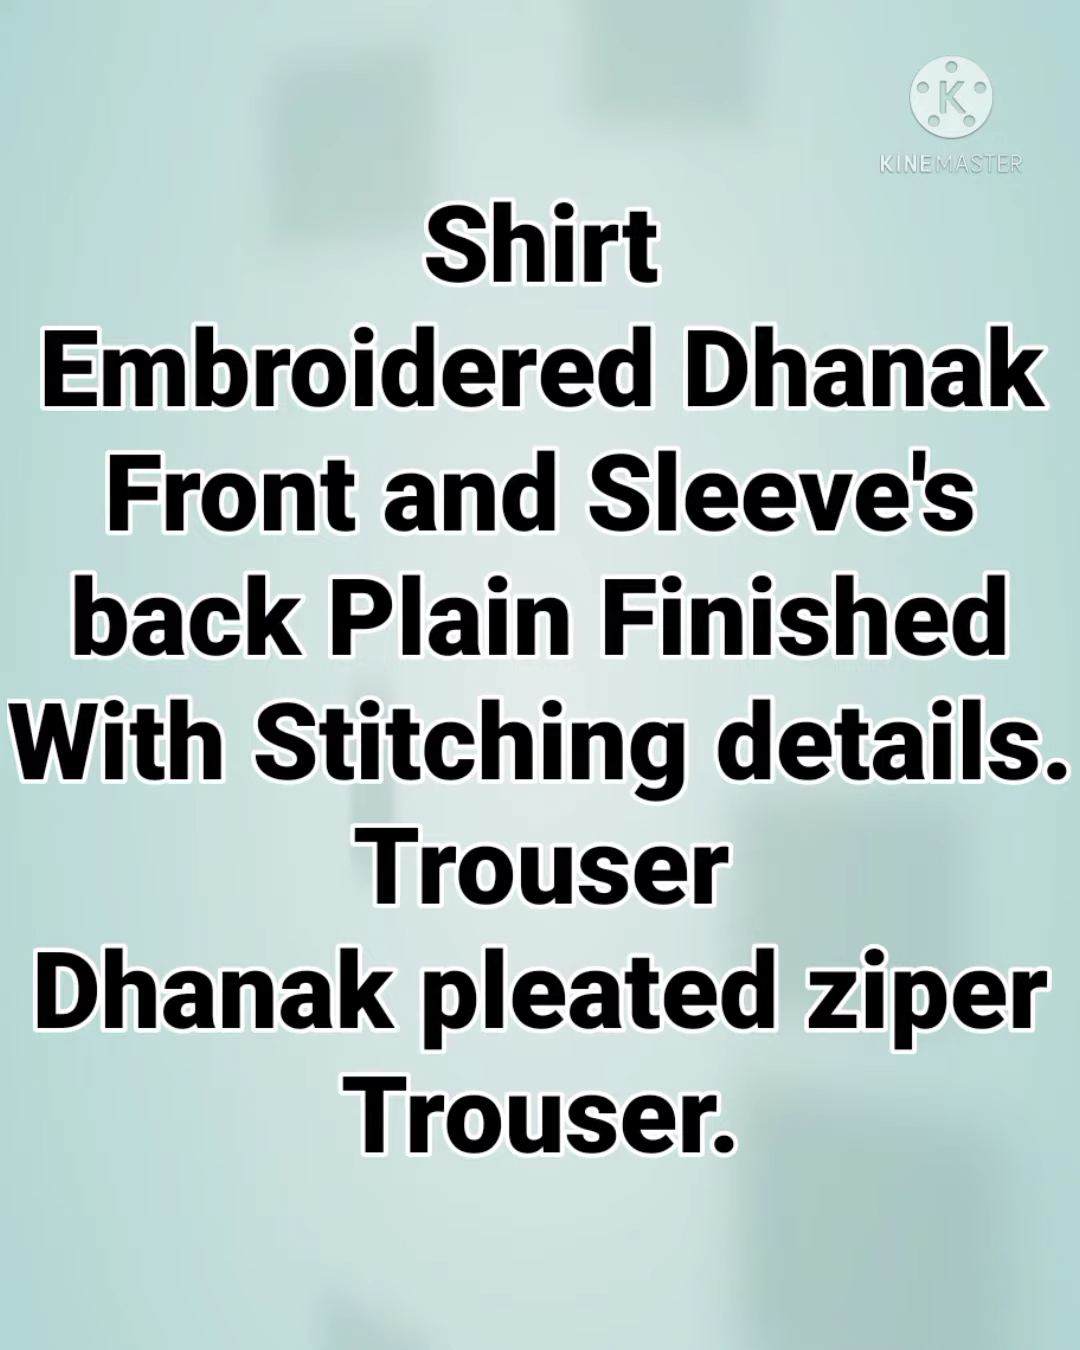 K
KINEMASTER
Shirt
Embroidered Dhanak
Front and Sleeve's
back Plain Finished
With Stitching details.
Trouser
Dhanak pleated ziper
Trouser.